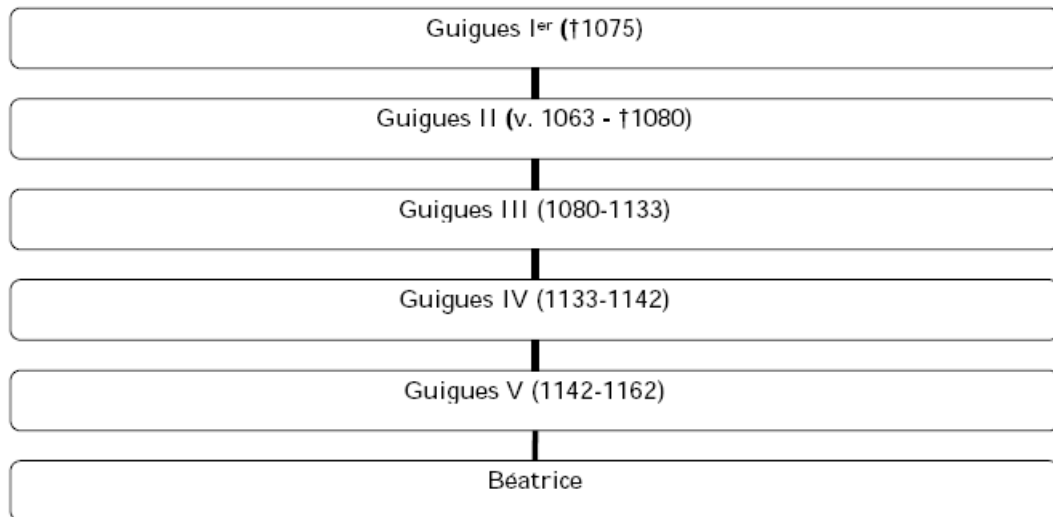 Guigues Iᵉʳ (†1075)
Guigues II (v. 1063 - †1080)
Guigues III (1080-1133)
Guigues IV (1133-1142)
Guigues V (1142-1162)
Béatrice